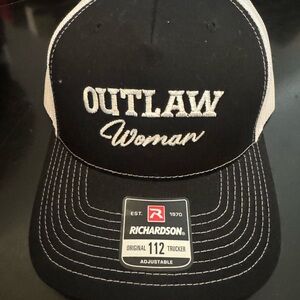 OUTLAW
Woman
EST. R 1970
RICHARDSON®
ORIGINAL 112 TRUCKER
ADJUSTABLE